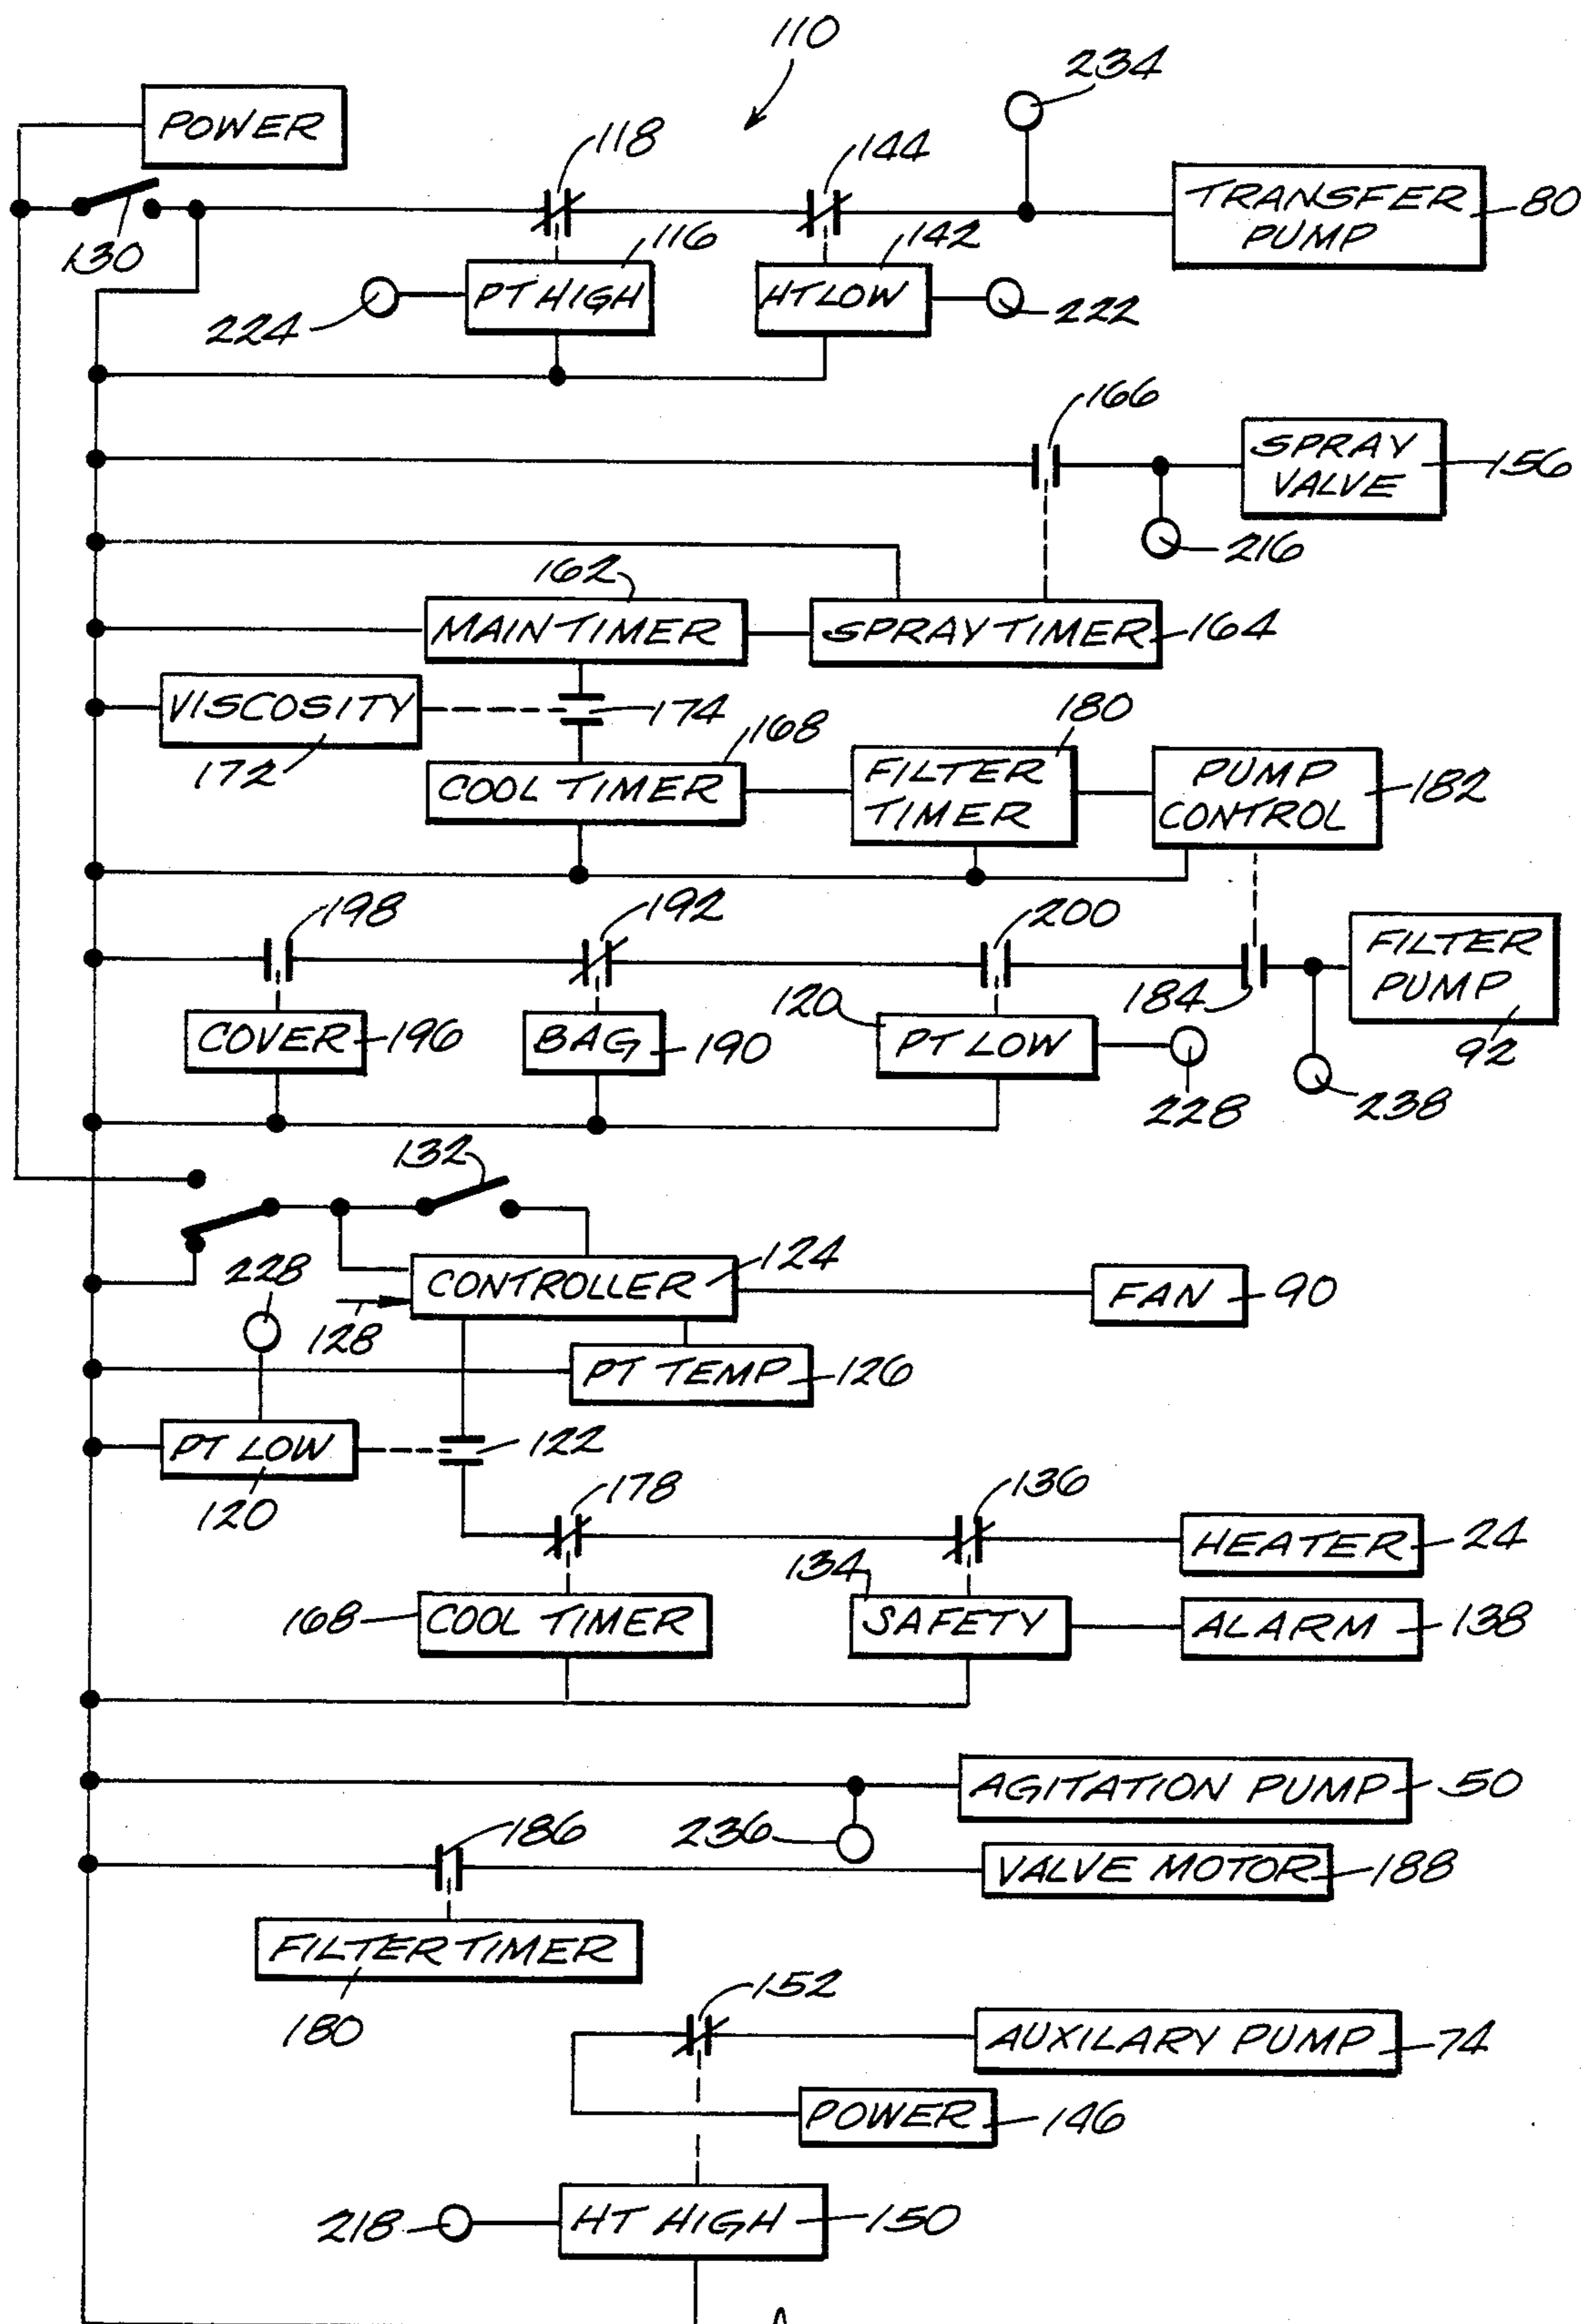 110
234
POWER
118
144
TRANSFER
PUMP
80
130
116
142
PT HIGH
HT LOW
224
222
166
SPRAY
VALVE
156
216
162
MAIN TIMER
SPRAY TIMER
164
VISCOSITY
174
168
180
172
COOL TIMER
FILTER
TIMER
PUMP
CONTROL
182
198
192
200
FILTER
PUMP
184
120
COVER
196
BAG
190
PT LOW
92
228
238
132
228
CONTROLLER
124
FAN
90
128
PT TEMP
126
PT LOW
122
120
178
136
HEATER
24
134
168
COOL TIMER
SAFETY
ALARM
138
AGITATION PUMP
50
236
186
VALVE MOTOR
188
FILTER TIMER
180
152
AUXILARY PUMP
74
POWER
146
218
HT HIGH
150